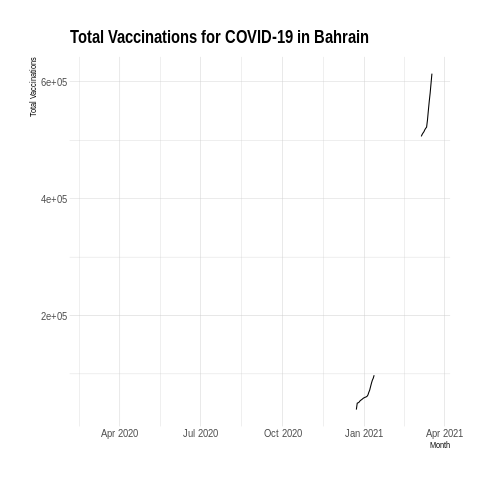 Total Vaccinations for COVID-19 in Bahrain
Total Vaccinations
6e+05
4e+05
2e+05
Apr 2020 Jul 2020 Oct 2020 Jan 2021 Apr 2021
Month